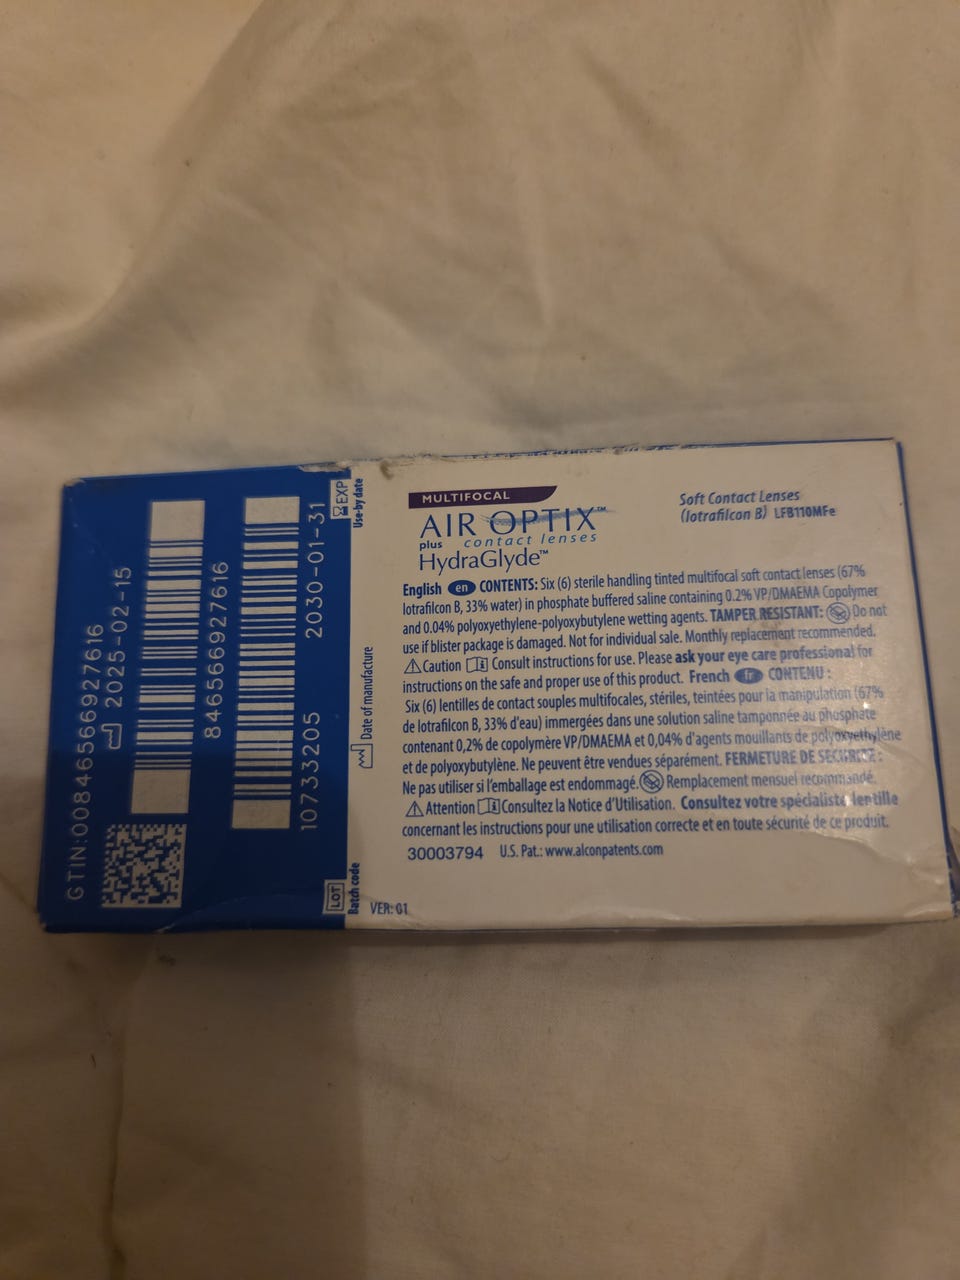 GTIN:00846566927616
2025-02-15
846566927616
10733205 2030-01-31
LOT
Batch code
Date of manufacture
EXP
Use-by date
MULTIFOCAL
AIR OPTIX™
plus contact lenses
HydraGlyde™
Soft Contact Lenses
(lotrafilcon B) LFB110MFe
English en CONTENTS: Six (6) sterile handling tinted multifocal soft contact lenses (67%
lotrafilcon B, 33% water) in phosphate buffered saline containing 0.2% VP/DMAEMA Copolymer
and 0.04% polyoxyethylene-polyoxybutylene wetting agents. TAMPER RESISTANT: Do not
use if blister package is damaged. Not for individual sale. Monthly replacement recommended.
Caution Consult instructions for use. Please ask your eye care professional for
instructions on the safe and proper use of this product. French fr CONTENU :
Six (6) lentilles de contact souples multifocales, stériles, teintées pour la manipulation (67%
de lotrafilcon B, 33% d'eau) immergées dans une solution saline tamponnée au phosphate
contenant 0,2% de copolymère VP/DMAEMA et 0,04% d'agents mouillants de polyoxyethylène
et de polyoxybutylène. Ne peuvent être vendues séparément. FERMETURE DE SÉCURITÉ :
Ne pas utiliser si l'emballage est endommagé. Remplacement mensuel recommandé.
Attention Consultez la Notice d'Utilisation. Consultez votre spécialiste lentille
concernant les instructions pour une utilisation correcte et en toute sécurité de ce produit.
30003794 U.S. Pat.: www.alconpatents.com
VER: 01